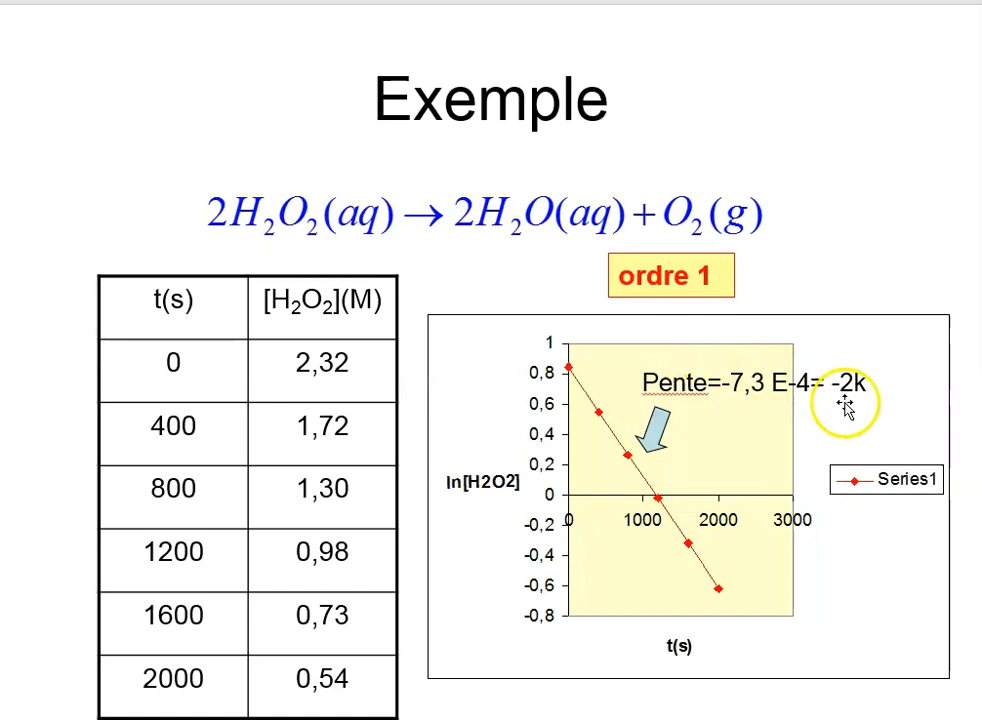 Exemple
2H₂O₂(aq) → 2H₂O(aq) + O₂(g)
ordre 1
t(s) [H₂O₂](M)
0 2,32
400 1,72
800 1,30
1200 0,98
1600 0,73
2000 0,54
1
0,8
0,6
0,4
0,2
0
-0,2
-0,4
-0,6
-0,8
Pente=-7,3 E-4= -2k
ln[H2O2]
0 1000 2000 3000
t(s)
Series1